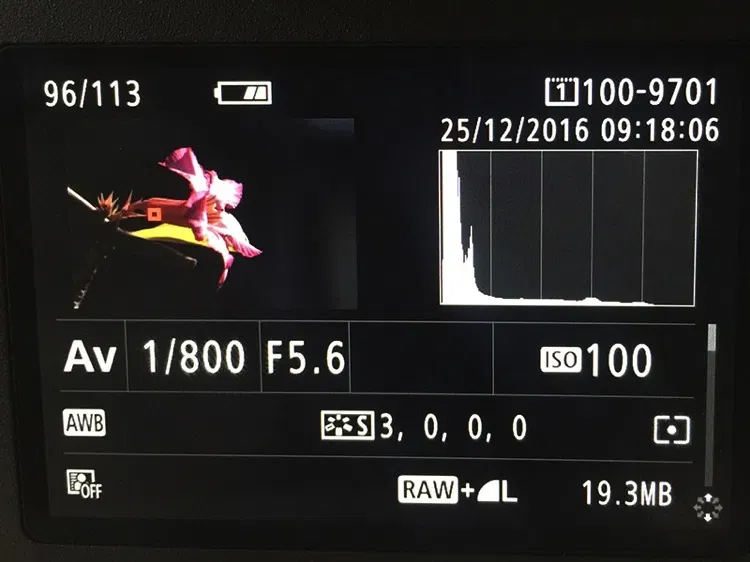 96/113 1 100-9701
25/12/2016 09:18:06
Av 1/800 F5.6 ISO 100
AWB S 3, 0, 0, 0
OFF RAW+L 19.3MB